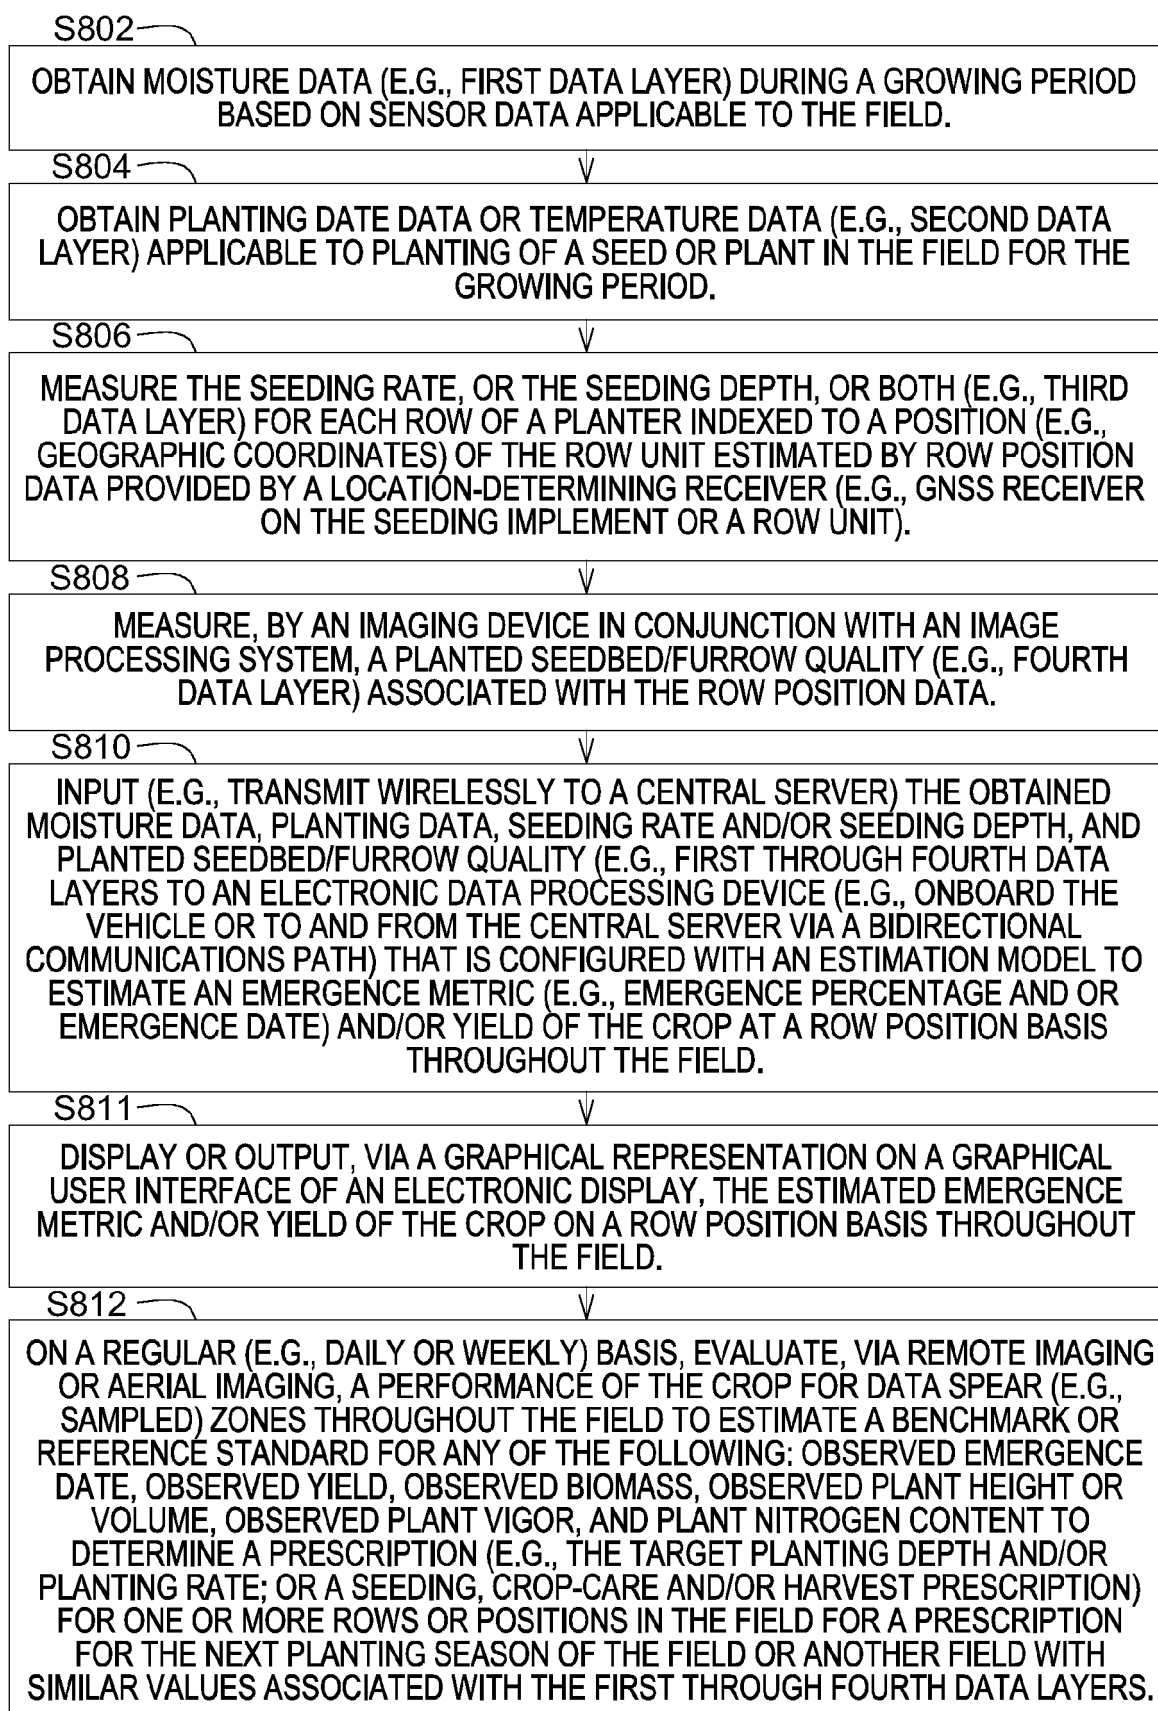 S802
OBTAIN MOISTURE DATA (E.G., FIRST DATA LAYER) DURING A GROWING PERIOD
BASED ON SENSOR DATA APPLICABLE TO THE FIELD.
S804
OBTAIN PLANTING DATE DATA OR TEMPERATURE DATA (E.G., SECOND DATA
LAYER) APPLICABLE TO PLANTING OF A SEED OR PLANT IN THE FIELD FOR THE
GROWING PERIOD.
S806
MEASURE THE SEEDING RATE, OR THE SEEDING DEPTH, OR BOTH (E.G., THIRD
DATA LAYER) FOR EACH ROW OF A PLANTER INDEXED TO A POSITION (E.G.,
GEOGRAPHIC COORDINATES) OF THE ROW UNIT ESTIMATED BY ROW POSITION
DATA PROVIDED BY A LOCATION-DETERMINING RECEIVER (E.G., GNSS RECEIVER
ON THE SEEDING IMPLEMENT OR A ROW UNIT).
S808
MEASURE, BY AN IMAGING DEVICE IN CONJUNCTION WITH AN IMAGE
PROCESSING SYSTEM, A PLANTED SEEDBED/FURROW QUALITY (E.G., FOURTH
DATA LAYER) ASSOCIATED WITH THE ROW POSITION DATA.
S810
INPUT (E.G., TRANSMIT WIRELESSLY TO A CENTRAL SERVER) THE OBTAINED
MOISTURE DATA, PLANTING DATA, SEEDING RATE AND/OR SEEDING DEPTH, AND
PLANTED SEEDBED/FURROW QUALITY (E.G., FIRST THROUGH FOURTH DATA
LAYERS TO AN ELECTRONIC DATA PROCESSING DEVICE (E.G., ONBOARD THE
VEHICLE OR TO AND FROM THE CENTRAL SERVER VIA A BIDIRECTIONAL
COMMUNICATIONS PATH) THAT IS CONFIGURED WITH AN ESTIMATION MODEL TO
ESTIMATE AN EMERGENCE METRIC (E.G., EMERGENCE PERCENTAGE AND OR
EMERGENCE DATE) AND/OR YIELD OF THE CROP AT A ROW POSITION BASIS
THROUGHOUT THE FIELD.
S811
DISPLAY OR OUTPUT, VIA A GRAPHICAL REPRESENTATION ON A GRAPHICAL
USER INTERFACE OF AN ELECTRONIC DISPLAY, THE ESTIMATED EMERGENCE
METRIC AND/OR YIELD OF THE CROP ON A ROW POSITION BASIS THROUGHOUT
THE FIELD.
S812
ON A REGULAR (E.G., DAILY OR WEEKLY) BASIS, EVALUATE, VIA REMOTE IMAGING
OR AERIAL IMAGING, A PERFORMANCE OF THE CROP FOR DATA SPEAR (E.G.,
SAMPLED) ZONES THROUGHOUT THE FIELD TO ESTIMATE A BENCHMARK OR
REFERENCE STANDARD FOR ANY OF THE FOLLOWING: OBSERVED EMERGENCE
DATE, OBSERVED YIELD, OBSERVED BIOMASS, OBSERVED PLANT HEIGHT OR
VOLUME, OBSERVED PLANT VIGOR, AND PLANT NITROGEN CONTENT TO
DETERMINE A PRESCRIPTION (E.G., THE TARGET PLANTING DEPTH AND/OR
PLANTING RATE; OR A SEEDING, CROP-CARE AND/OR HARVEST PRESCRIPTION)
FOR ONE OR MORE ROWS OR POSITIONS IN THE FIELD FOR A PRESCRIPTION
FOR THE NEXT PLANTING SEASON OF THE FIELD OR ANOTHER FIELD WITH
SIMILAR VALUES ASSOCIATED WITH THE FIRST THROUGH FOURTH DATA LAYERS.